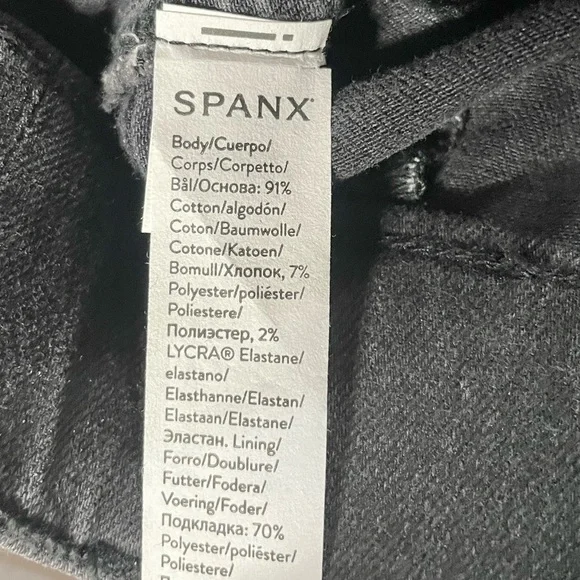 SPANX®
Body/Cuerpo/
Corps/Corpetto/
Bål/Основа: 91%
Cotton/algodón/
Coton/Baumwolle/
Cotone/Katoen/
Bomull/Хлопок, 7%
Polyester/poliéster/
Poliestere/
Полиэстер, 2%
LYCRA® Elastane/
elastano/
Elasthanne/Elastan/
Elastaan/Elastane/
Эластан. Lining/
Forro/Doublure/
Futter/Fodera/
Voering/Foder/
Подкладка: 70%
Polyester/poliéster/
Poliestere/